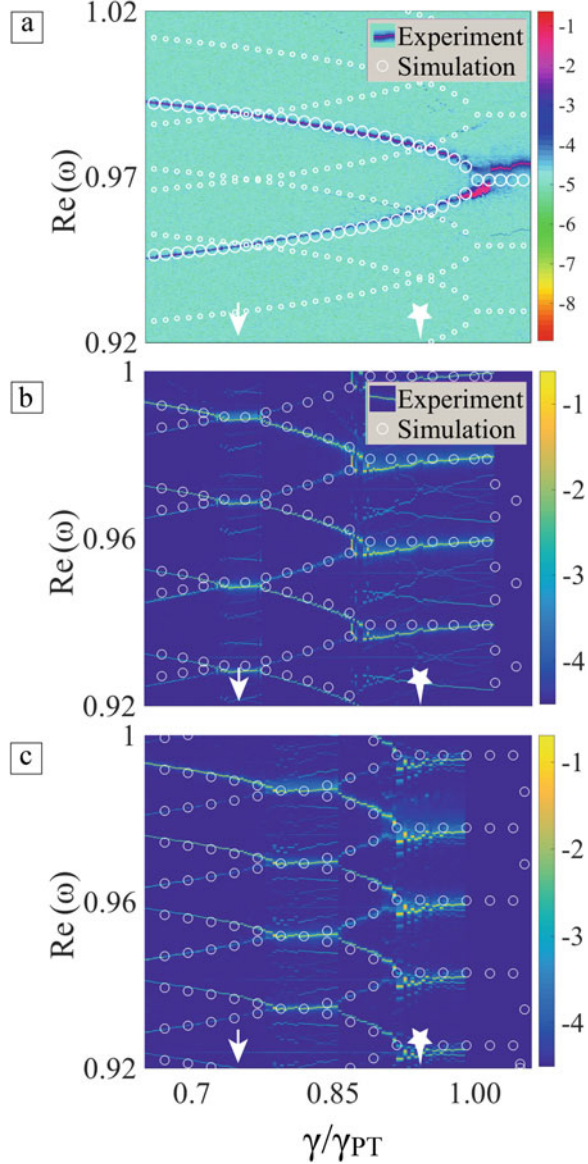 a
1.02
Experiment
Simulation
Re(ω)
0.97
0.92
-1
-2
-3
-4
-5
-6
-7
-8
b
1
Experiment
Simulation
Re(ω)
0.96
0.92
-1
-2
-3
-4
c
1
Re(ω)
0.96
0.92
-1
-2
-3
-4
0.7
0.85
1.00
γ/γPT